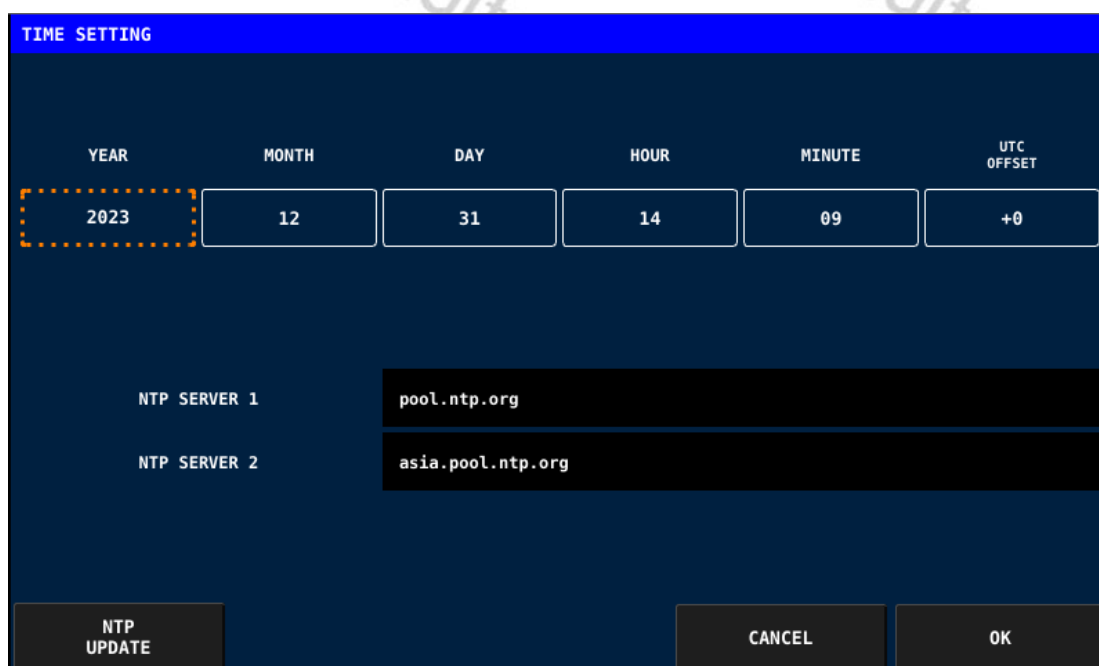 TIME SETTING
YEAR MONTH DAY HOUR MINUTE UTC OFFSET
2023 12 31 14 09 +0
NTP SERVER 1 pool.ntp.org
NTP SERVER 2 asia.pool.ntp.org
NTP UPDATE CANCEL OK